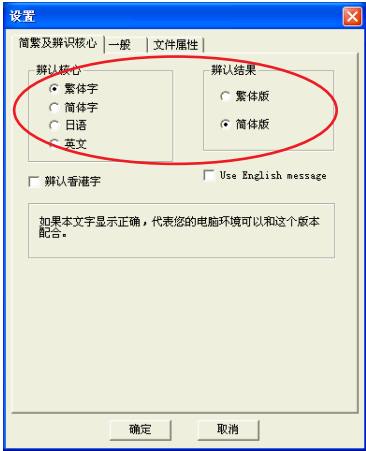 设置
简繁及辨识核心 一般 文件属性
辨认核心 辨认结果
繁体字 繁体版
简体字
日语 简体版
英文
辨认香港字 Use English message
如果本文字显示正确，代表您的电脑环境可以和这个版本
配合。
确定 取消